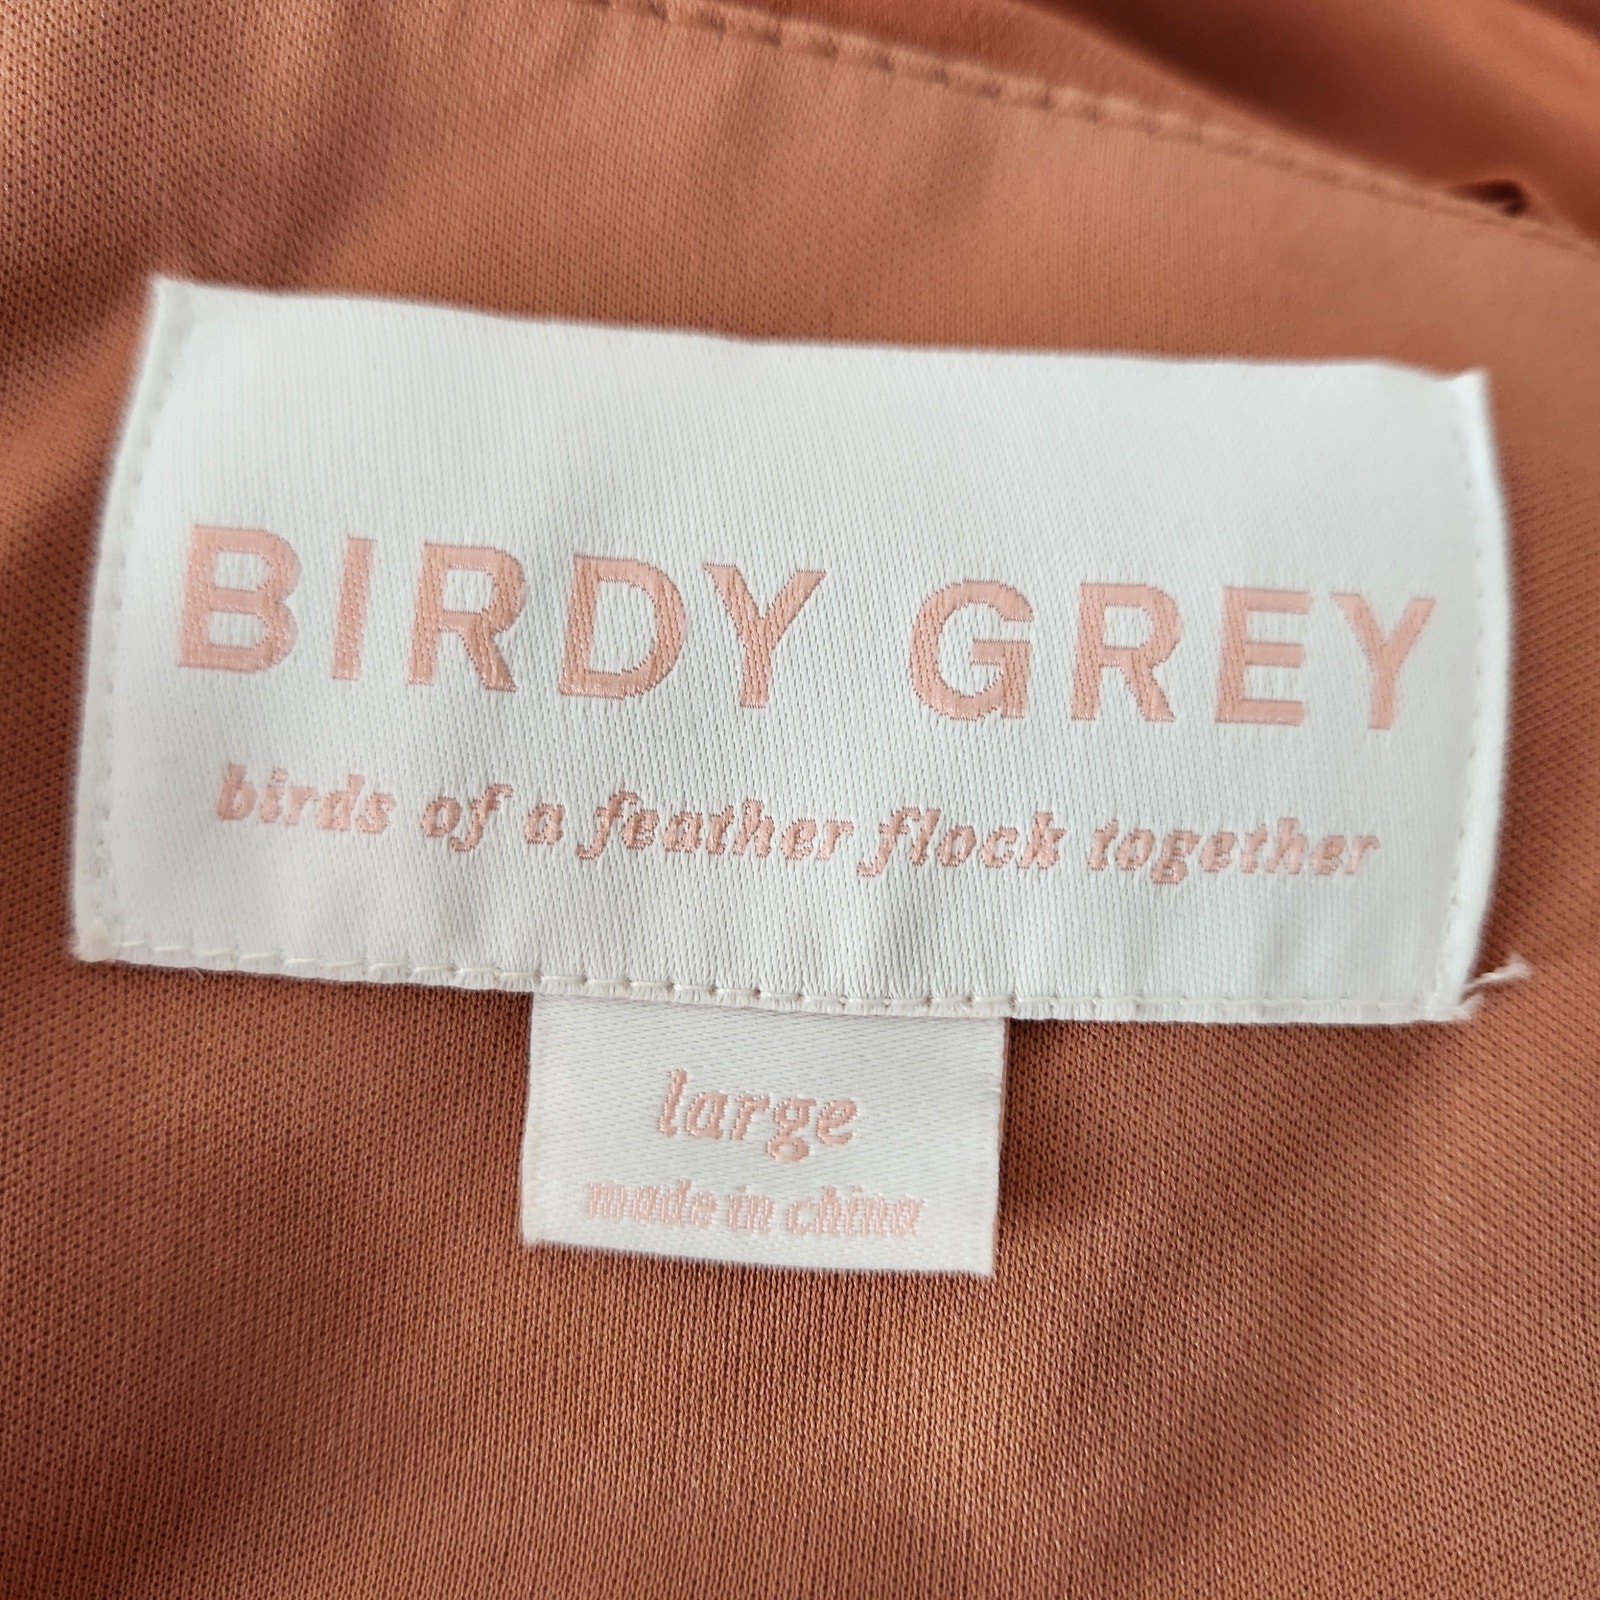 BIRDY GREY
birds of a feather flock together
large
made in china